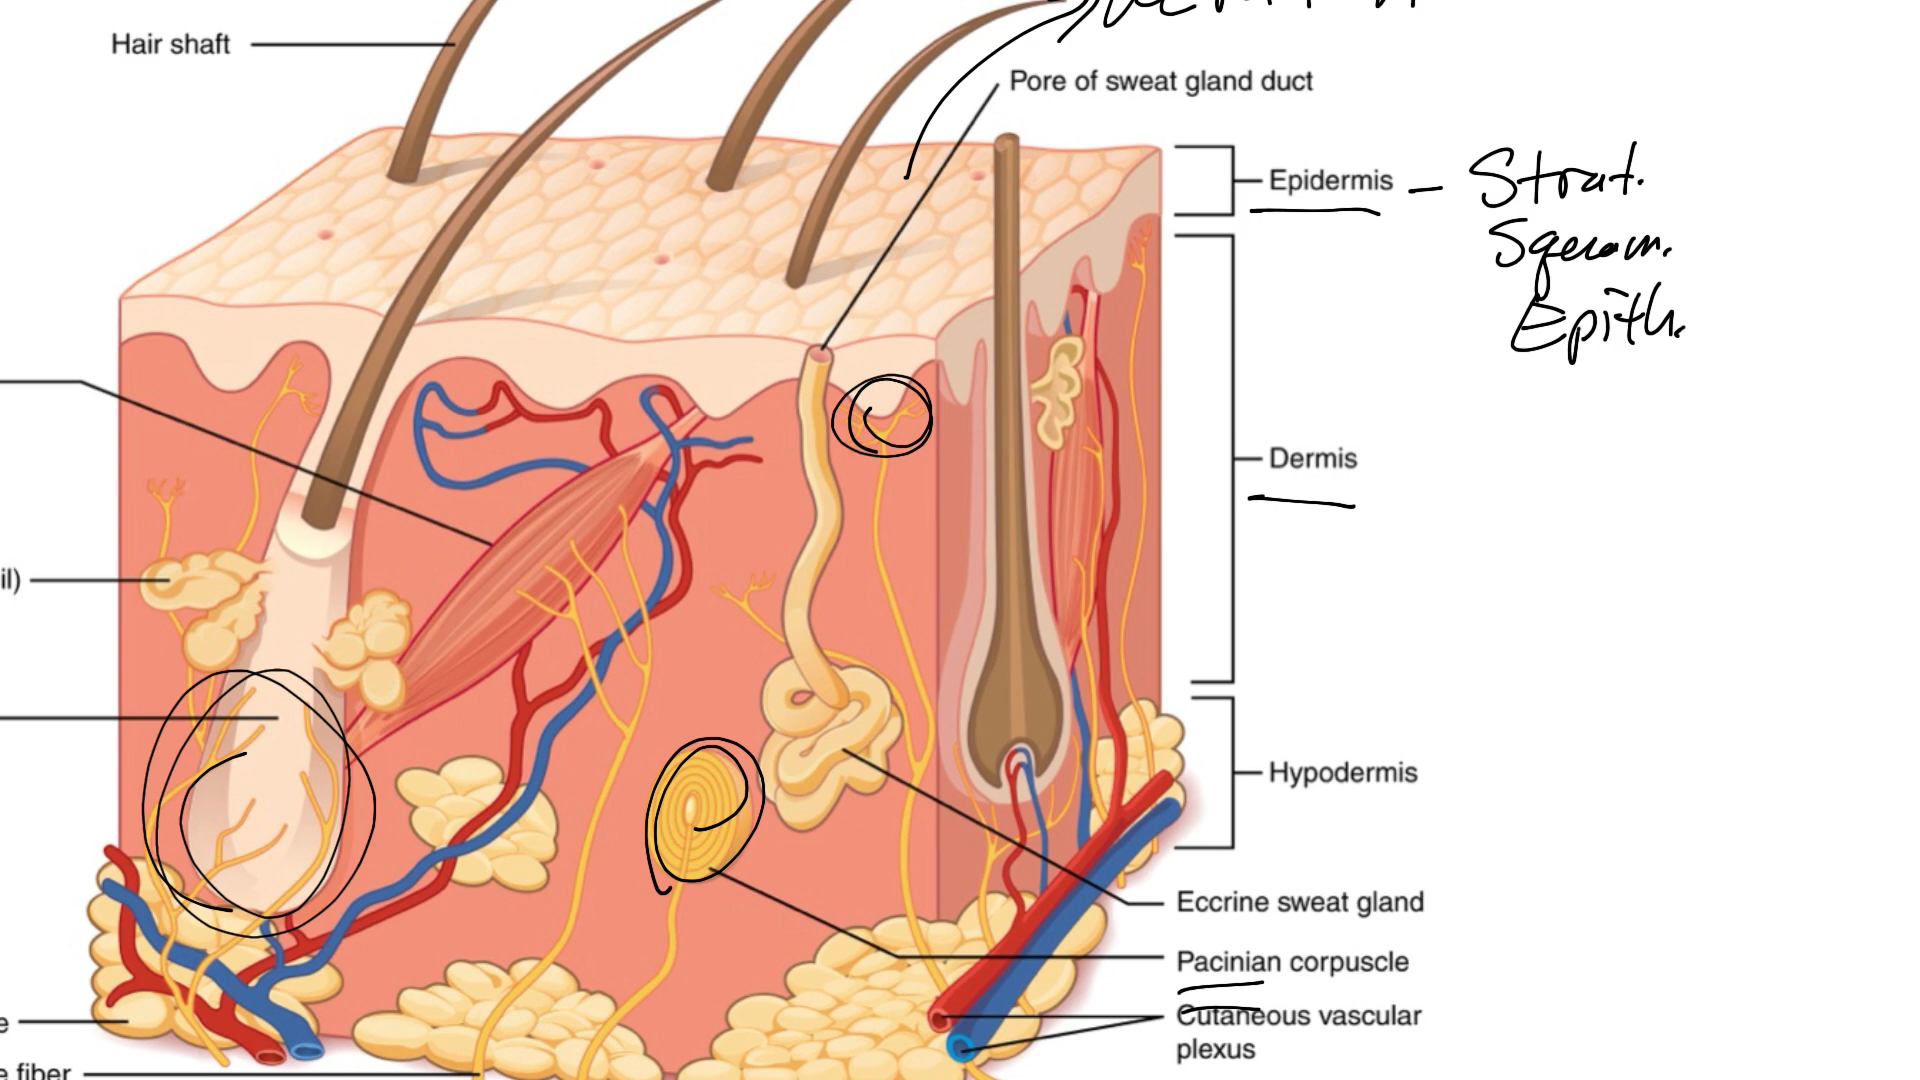 Hair shaft
Pore of sweat gland duct
Epidermis - Strat.
Squam.
Epith.
Dermis
il)
Hypodermis
Eccrine sweat gland
Pacinian corpuscle
Cutaneous vascular
plexus
e
e fiber